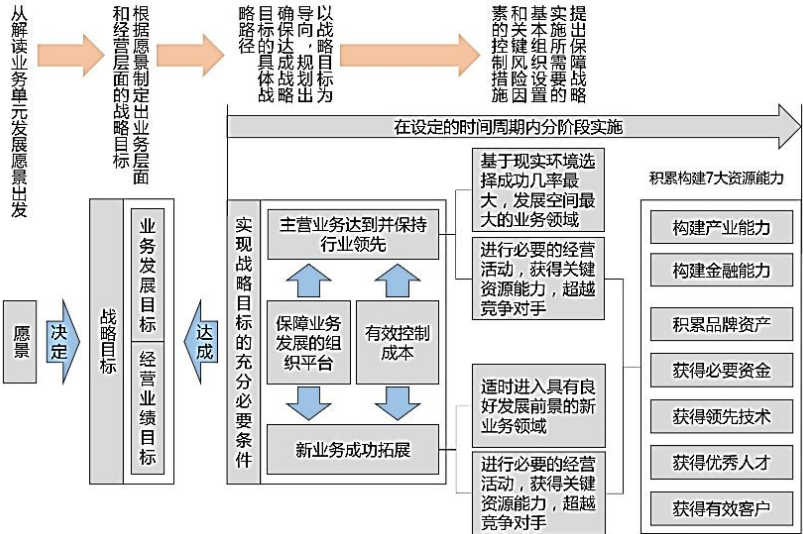 从解读业务单元发展愿景出发
根据愿景制定出业务层面
和经营层面的战略目标
以战略目标为
导向，规划出
确保达成战略
目标的具体战
略路径
提出保障战略
实施所需要的
基本组织设置
和关键风险因
素的控制措施
在设定的时间周期内分阶段实施
愿景
决定
战略目标
业务发展目标
经营业绩目标
达成
实现战略目标的充分必要条件
主营业务达到并保持
行业领先
保障业务
发展的组
织平台
有效控制
成本
新业务成功拓展
基于现实环境选
择成功几率最
大，发展空间最
大的业务领域
进行必要的经营
活动，获得关键
资源能力，超越
竞争对手
适时进入具有良
好发展前景的新
业务领域
进行必要的经营
活动，获得关键
资源能力，超越
竞争对手
积累构建7大资源能力
构建产业能力
构建金融能力
积累品牌资产
获得必要资金
获得领先技术
获得优秀人才
获得有效客户